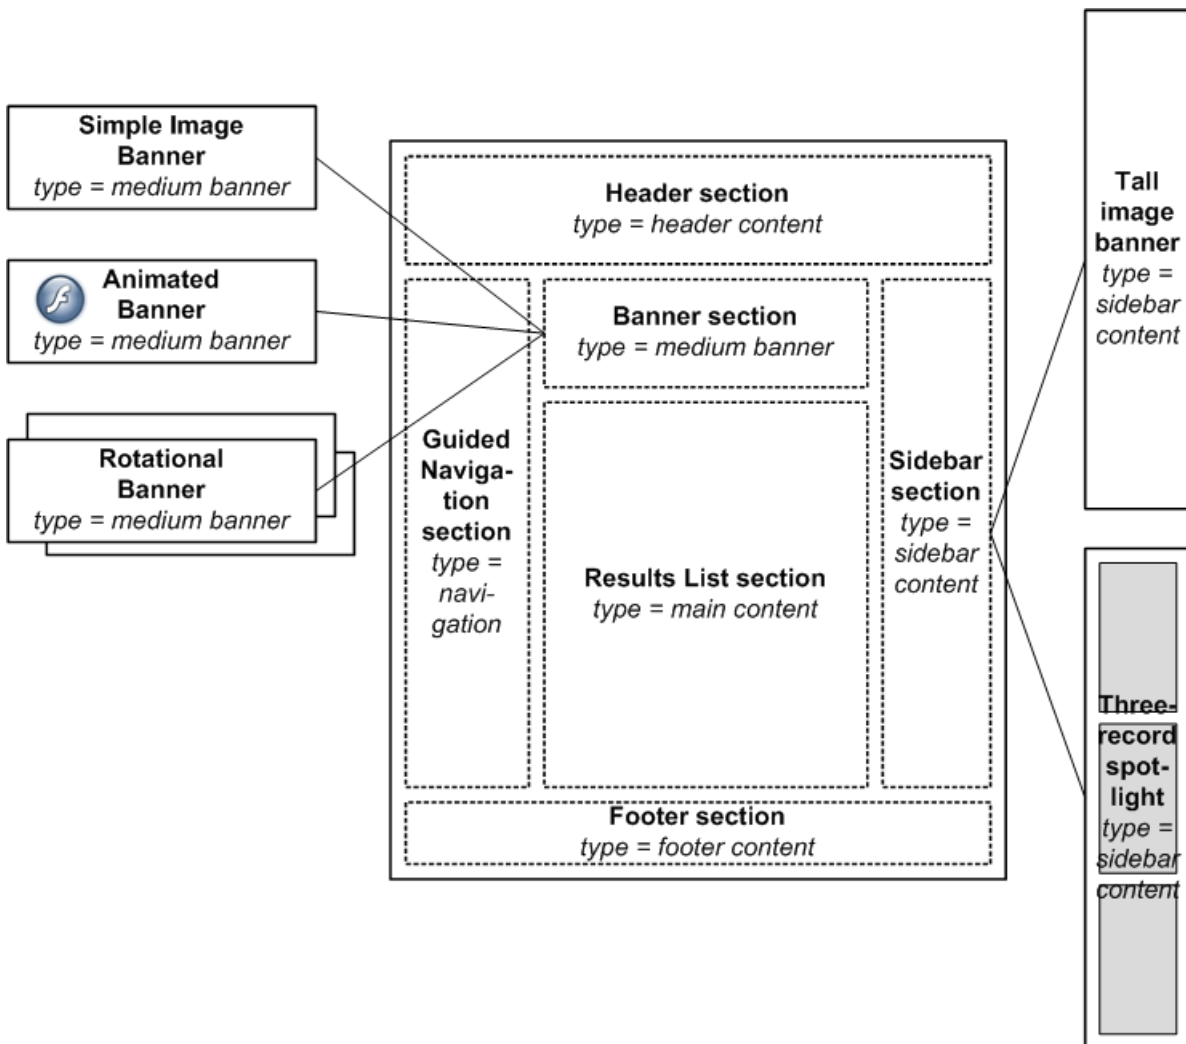 Simple Image
Banner
type = medium banner
Animated
Banner
type = medium banner
Rotational
Banner
type = medium banner
Header section
type = header content
Guided
Naviga-
tion
section
type =
navi-
gation
Banner section
type = medium banner
Results List section
type = main content
Sidebar
section
type =
sidebar
content
Footer section
type = footer content
Tall
image
banner
type =
sidebar
content
Three-
record
spot-
light
type =
sidebar
content